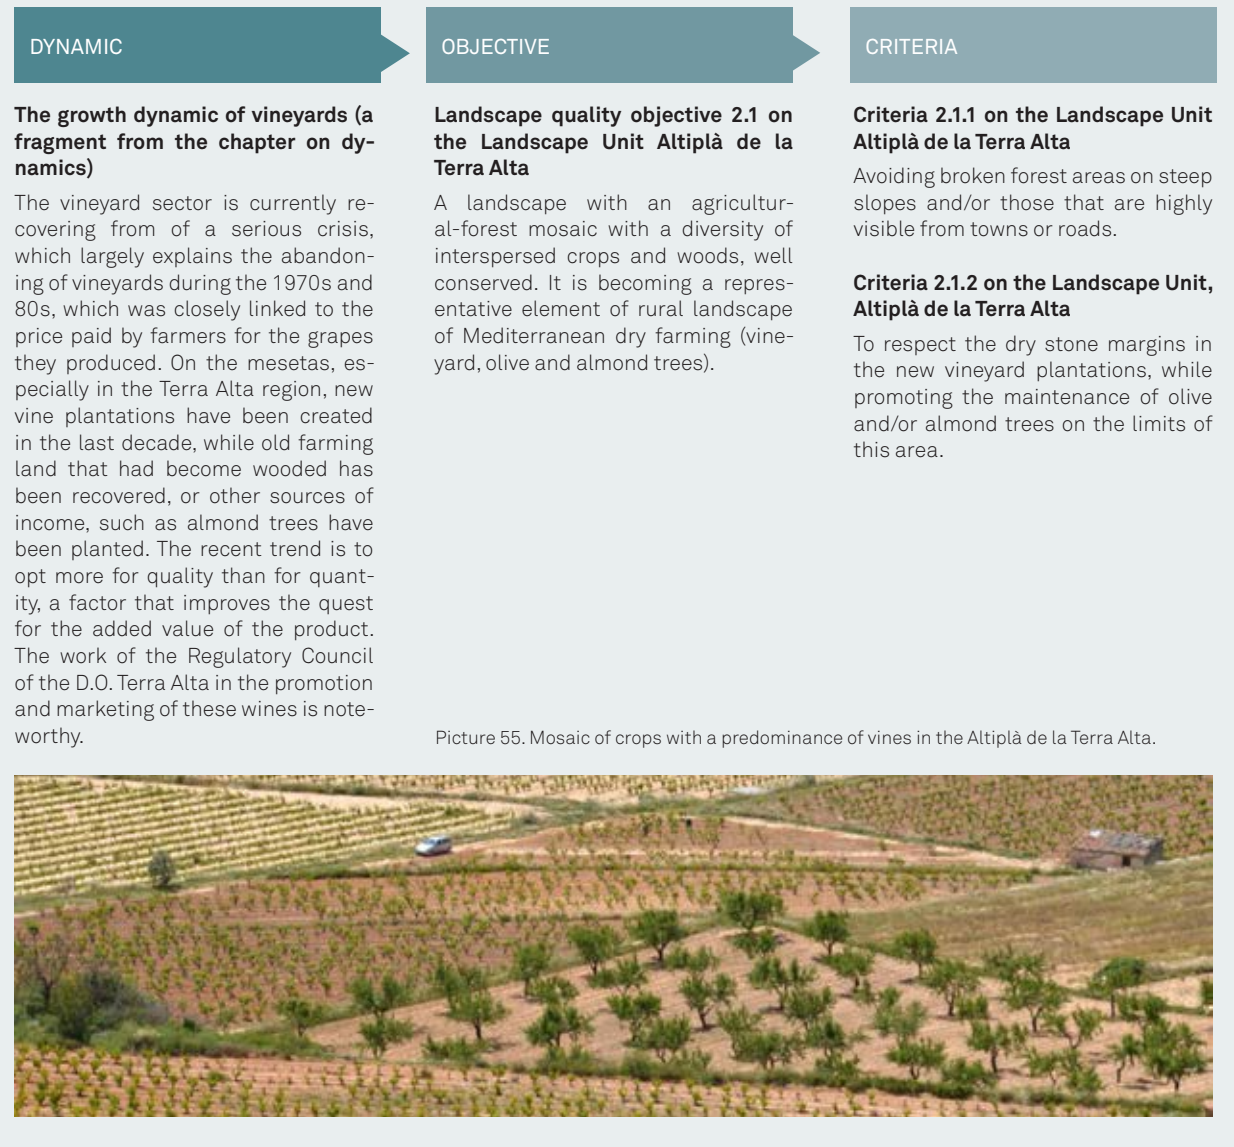 DYNAMIC
OBJECTIVE
CRITERIA
The growth dynamic of vineyards (a
fragment from the chapter on dy-
namics)
The vineyard sector is currently re-
covering from of a serious crisis,
which largely explains the abandon-
ing of vineyards during the 1970s and
80s, which was closely linked to the
price paid by farmers for the grapes
they produced. On the mesetas, es-
pecially in the Terra Alta region, new
vine plantations have been created
in the last decade, while old farming
land that had become wooded has
been recovered, or other sources of
income, such as almond trees have
been planted. The recent trend is to
opt more for quality than for quant-
ity, a factor that improves the quest
for the added value of the product.
The work of the Regulatory Council
of the D.O. Terra Alta in the promotion
and marketing of these wines is note-
worthy.
Landscape quality objective 2.1 on
the Landscape Unit Altiplà de la
Terra Alta
A landscape with an agricultur-
al-forest mosaic with a diversity of
interspersed crops and woods, well
conserved. It is becoming a repres-
entative element of rural landscape
of Mediterranean dry farming (vine-
yard, olive and almond trees).
Criteria 2.1.1 on the Landscape Unit
Altiplà de la Terra Alta
Avoiding broken forest areas on steep
slopes and/or those that are highly
visible from towns or roads.
Criteria 2.1.2 on the Landscape Unit,
Altiplà de la Terra Alta
To respect the dry stone margins in
the new vineyard plantations, while
promoting the maintenance of olive
and/or almond trees on the limits of
this area.
Picture 55. Mosaic of crops with a predominance of vines in the Altiplà de la Terra Alta.